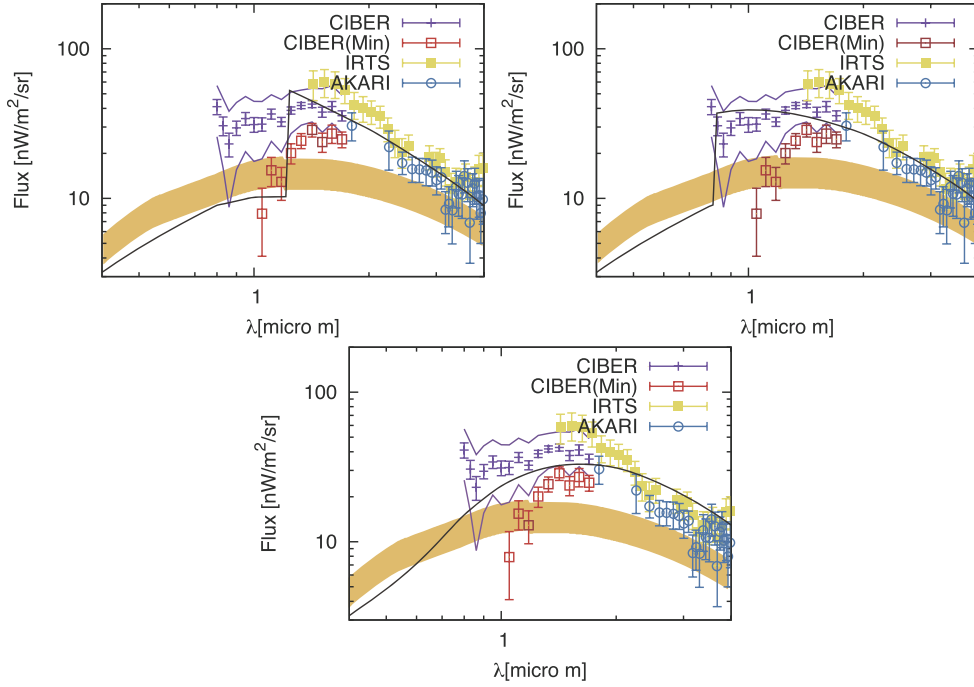 CIBER
CIBER(Min)
IRTS
AKARI
100
10
Flux [nW/m²/sr]
1
λ[micro m]
CIBER
CIBER(Min)
IRTS
AKARI
100
10
Flux [nW/m²/sr]
1
λ[micro m]
CIBER
CIBER(Min)
IRTS
AKARI
100
10
Flux [nW/m²/sr]
1
λ[micro m]